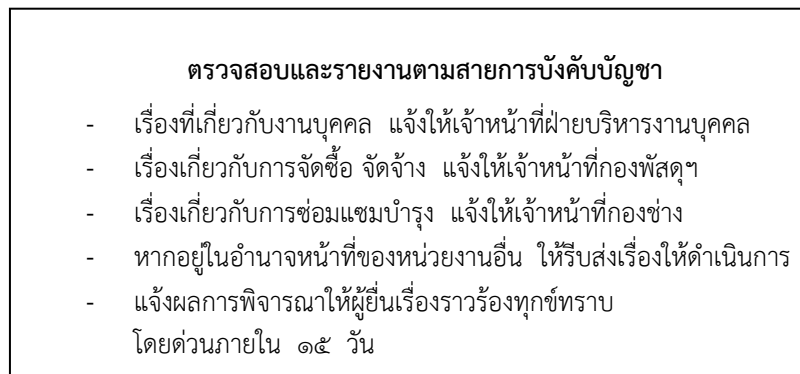 ตรวจสอบและรายงานตามสายการบังคับบัญชา
- เรื่องที่เกี่ยวกับงานบุคคล แจ้งให้เจ้าหน้าที่ฝ่ายบริหารงานบุคคล
- เรื่องเกี่ยวกับการจัดซื้อ จัดจ้าง แจ้งให้เจ้าหน้าที่กองพัสดุฯ
- เรื่องเกี่ยวกับการซ่อมแซมบำรุง แจ้งให้เจ้าหน้าที่กองช่าง
- หากอยู่ในอำนาจหน้าที่ของหน่วยงานอื่น ให้รีบส่งเรื่องให้ดำเนินการ
- แจ้งผลการพิจารณาให้ผู้ยื่นเรื่องราวร้องทุกข์ทราบ
โดยด่วนภายใน ๑๕ วัน